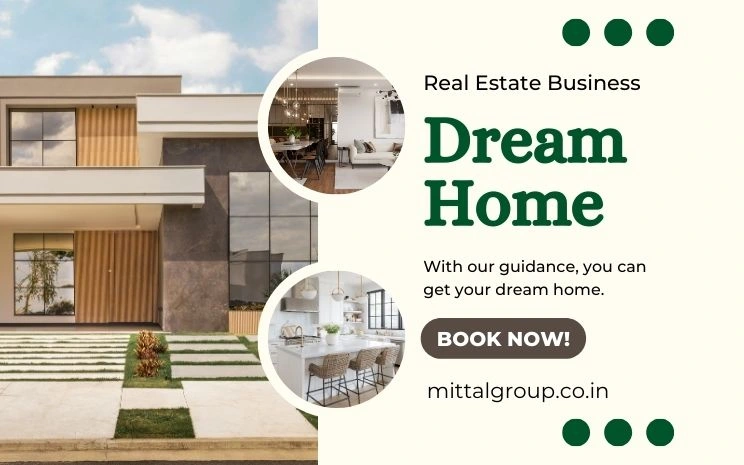 Real Estate Business
Dream
Home
With our guidance, you can
get your dream home.
BOOK NOW!
mittalgroup.co.in